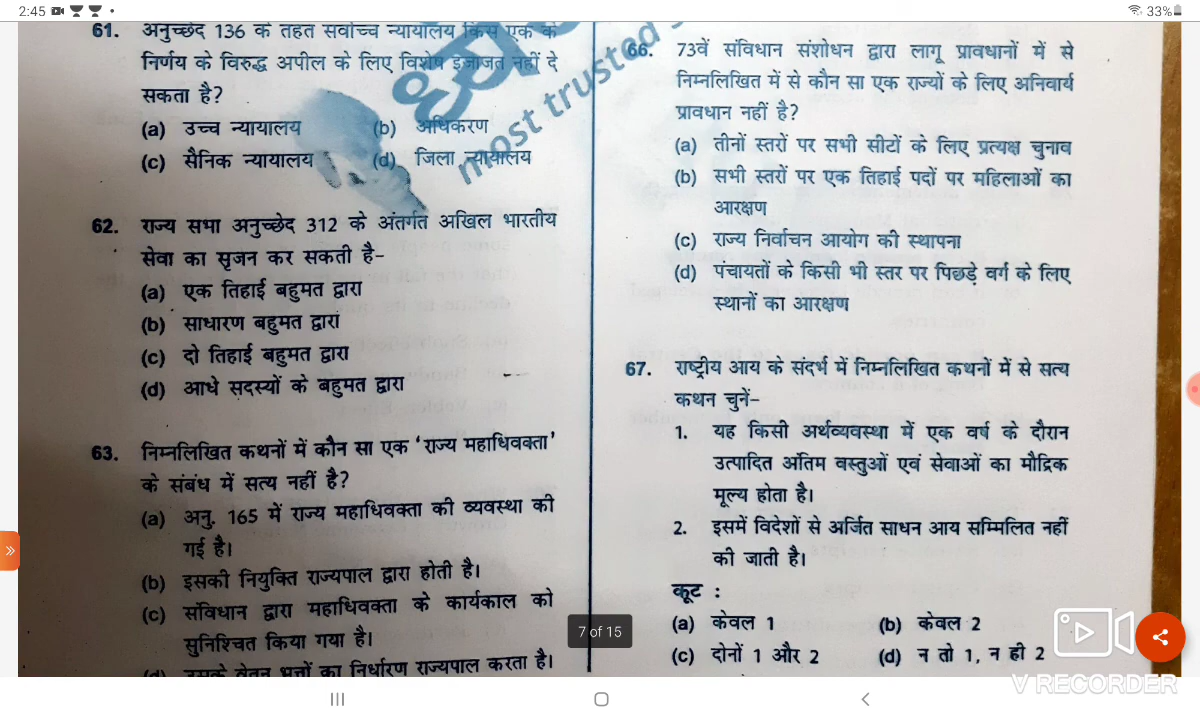 2:45
33%
61. अनुच्छेद 136 के तहत सर्वोच्च न्यायालय किस एक के
निर्णय के विरुद्ध अपील के लिए विशेष इजाजत नहीं दे
सकता है?
(a) उच्च न्यायालय (b) अधिकरण
(c) सैनिक न्यायालय (d) जिला न्यायालय
most trusted
62. राज्य सभा अनुच्छेद 312 के अंतर्गत अखिल भारतीय
सेवा का सृजन कर सकती है-
(a) एक तिहाई बहुमत द्वारा
(b) साधारण बहुमत द्वारा
(c) दो तिहाई बहुमत द्वारा
(d) आधे सदस्यों के बहुमत द्वारा
63. निम्नलिखित कथनों में कौन सा एक 'राज्य महाधिवक्ता'
के संबंध में सत्य नहीं है?
(a) अनु. 165 में राज्य महाधिवक्ता की व्यवस्था की
गई है।
(b) इसकी नियुक्ति राज्यपाल द्वारा होती है।
(c) संविधान द्वारा महाधिवक्ता के कार्यकाल को
सुनिश्चित किया गया है।
(d) उसके वेतन भत्तों का निर्धारण राज्यपाल करता है।
66. 73वें संविधान संशोधन द्वारा लागू प्रावधानों में से
निम्नलिखित में से कौन सा एक राज्यों के लिए अनिवार्य
प्रावधान नहीं है?
(a) तीनों स्तरों पर सभी सीटों के लिए प्रत्यक्ष चुनाव
(b) सभी स्तरों पर एक तिहाई पदों पर महिलाओं का
आरक्षण
(c) राज्य निर्वाचन आयोग की स्थापना
(d) पंचायतों के किसी भी स्तर पर पिछड़े वर्ग के लिए
स्थानों का आरक्षण
67. राष्ट्रीय आय के संदर्भ में निम्नलिखित कथनों में से सत्य
कथन चुनें-
1. यह किसी अर्थव्यवस्था में एक वर्ष के दौरान
उत्पादित अंतिम वस्तुओं एवं सेवाओं का मौद्रिक
मूल्य होता है।
2. इसमें विदेशों से अर्जित साधन आय सम्मिलित नहीं
की जाती है।
कूट :
(a) केवल 1 (b) केवल 2
(c) दोनों 1 और 2 (d) न तो 1, न ही 2
7 of 15
V RECORDER